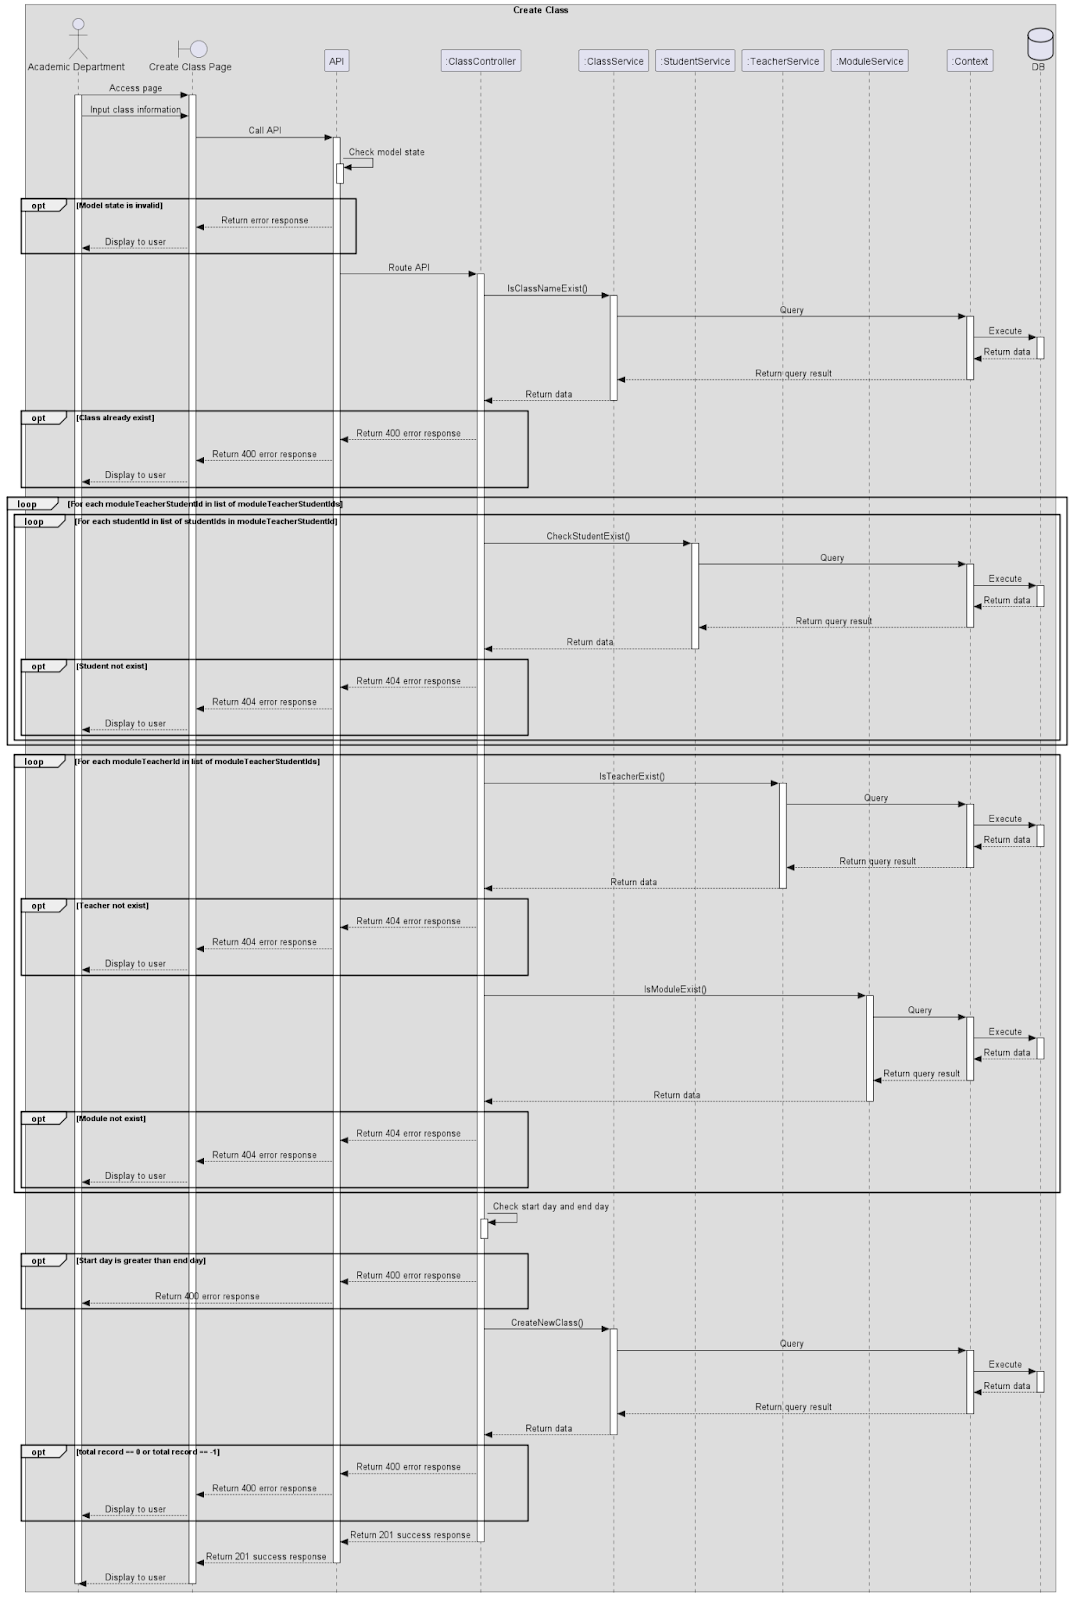 Create Class
Academic Department
Create Class Page
API
:ClassController
:ClassService
:StudentService
:TeacherService
:ModuleService
:Context
DB
Access page
Input class information
Call API
Check model state
opt [Model state is invalid]
Return error response
Display to user
Route API
IsClassNameExist()
Query
Execute
Return data
Return query result
Return data
opt [Class already exist]
Return 400 error response
Return 400 error response
Display to user
loop [For each moduleTeacherStudentId in list of moduleTeacherStudentIds]
loop [For each studentId in list of studentIds in moduleTeacherStudentId]
CheckStudentExist()
Query
Execute
Return data
Return query result
Return data
opt [Student not exist]
Return 404 error response
Return 404 error response
Display to user
loop [For each moduleTeacherId in list of moduleTeacherStudentIds]
IsTeacherExist()
Query
Execute
Return data
Return query result
Return data
opt [Teacher not exist]
Return 404 error response
Return 404 error response
Display to user
IsModuleExist()
Query
Execute
Return data
Return query result
Return data
opt [Module not exist]
Return 404 error response
Return 404 error response
Display to user
Check start day and end day
opt [Start day is greater than end day]
Return 400 error response
Return 400 error response
CreateNewClass()
Query
Execute
Return data
Return query result
Return data
opt [total record == 0 or total record == -1]
Return 400 error response
Return 400 error response
Display to user
Return 201 success response
Return 201 success response
Display to user